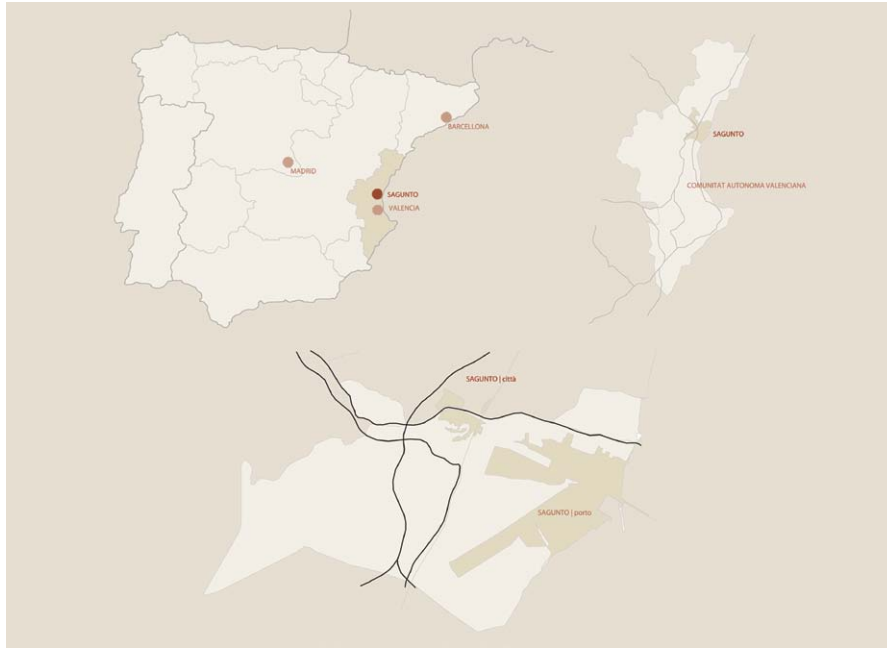 BARCELLONA
MADRID
SAGUNTO
VALENCIA
SAGUNTO
COMUNITAT AUTONOMA VALENCIANA
SAGUNTO | città
SAGUNTO | porto